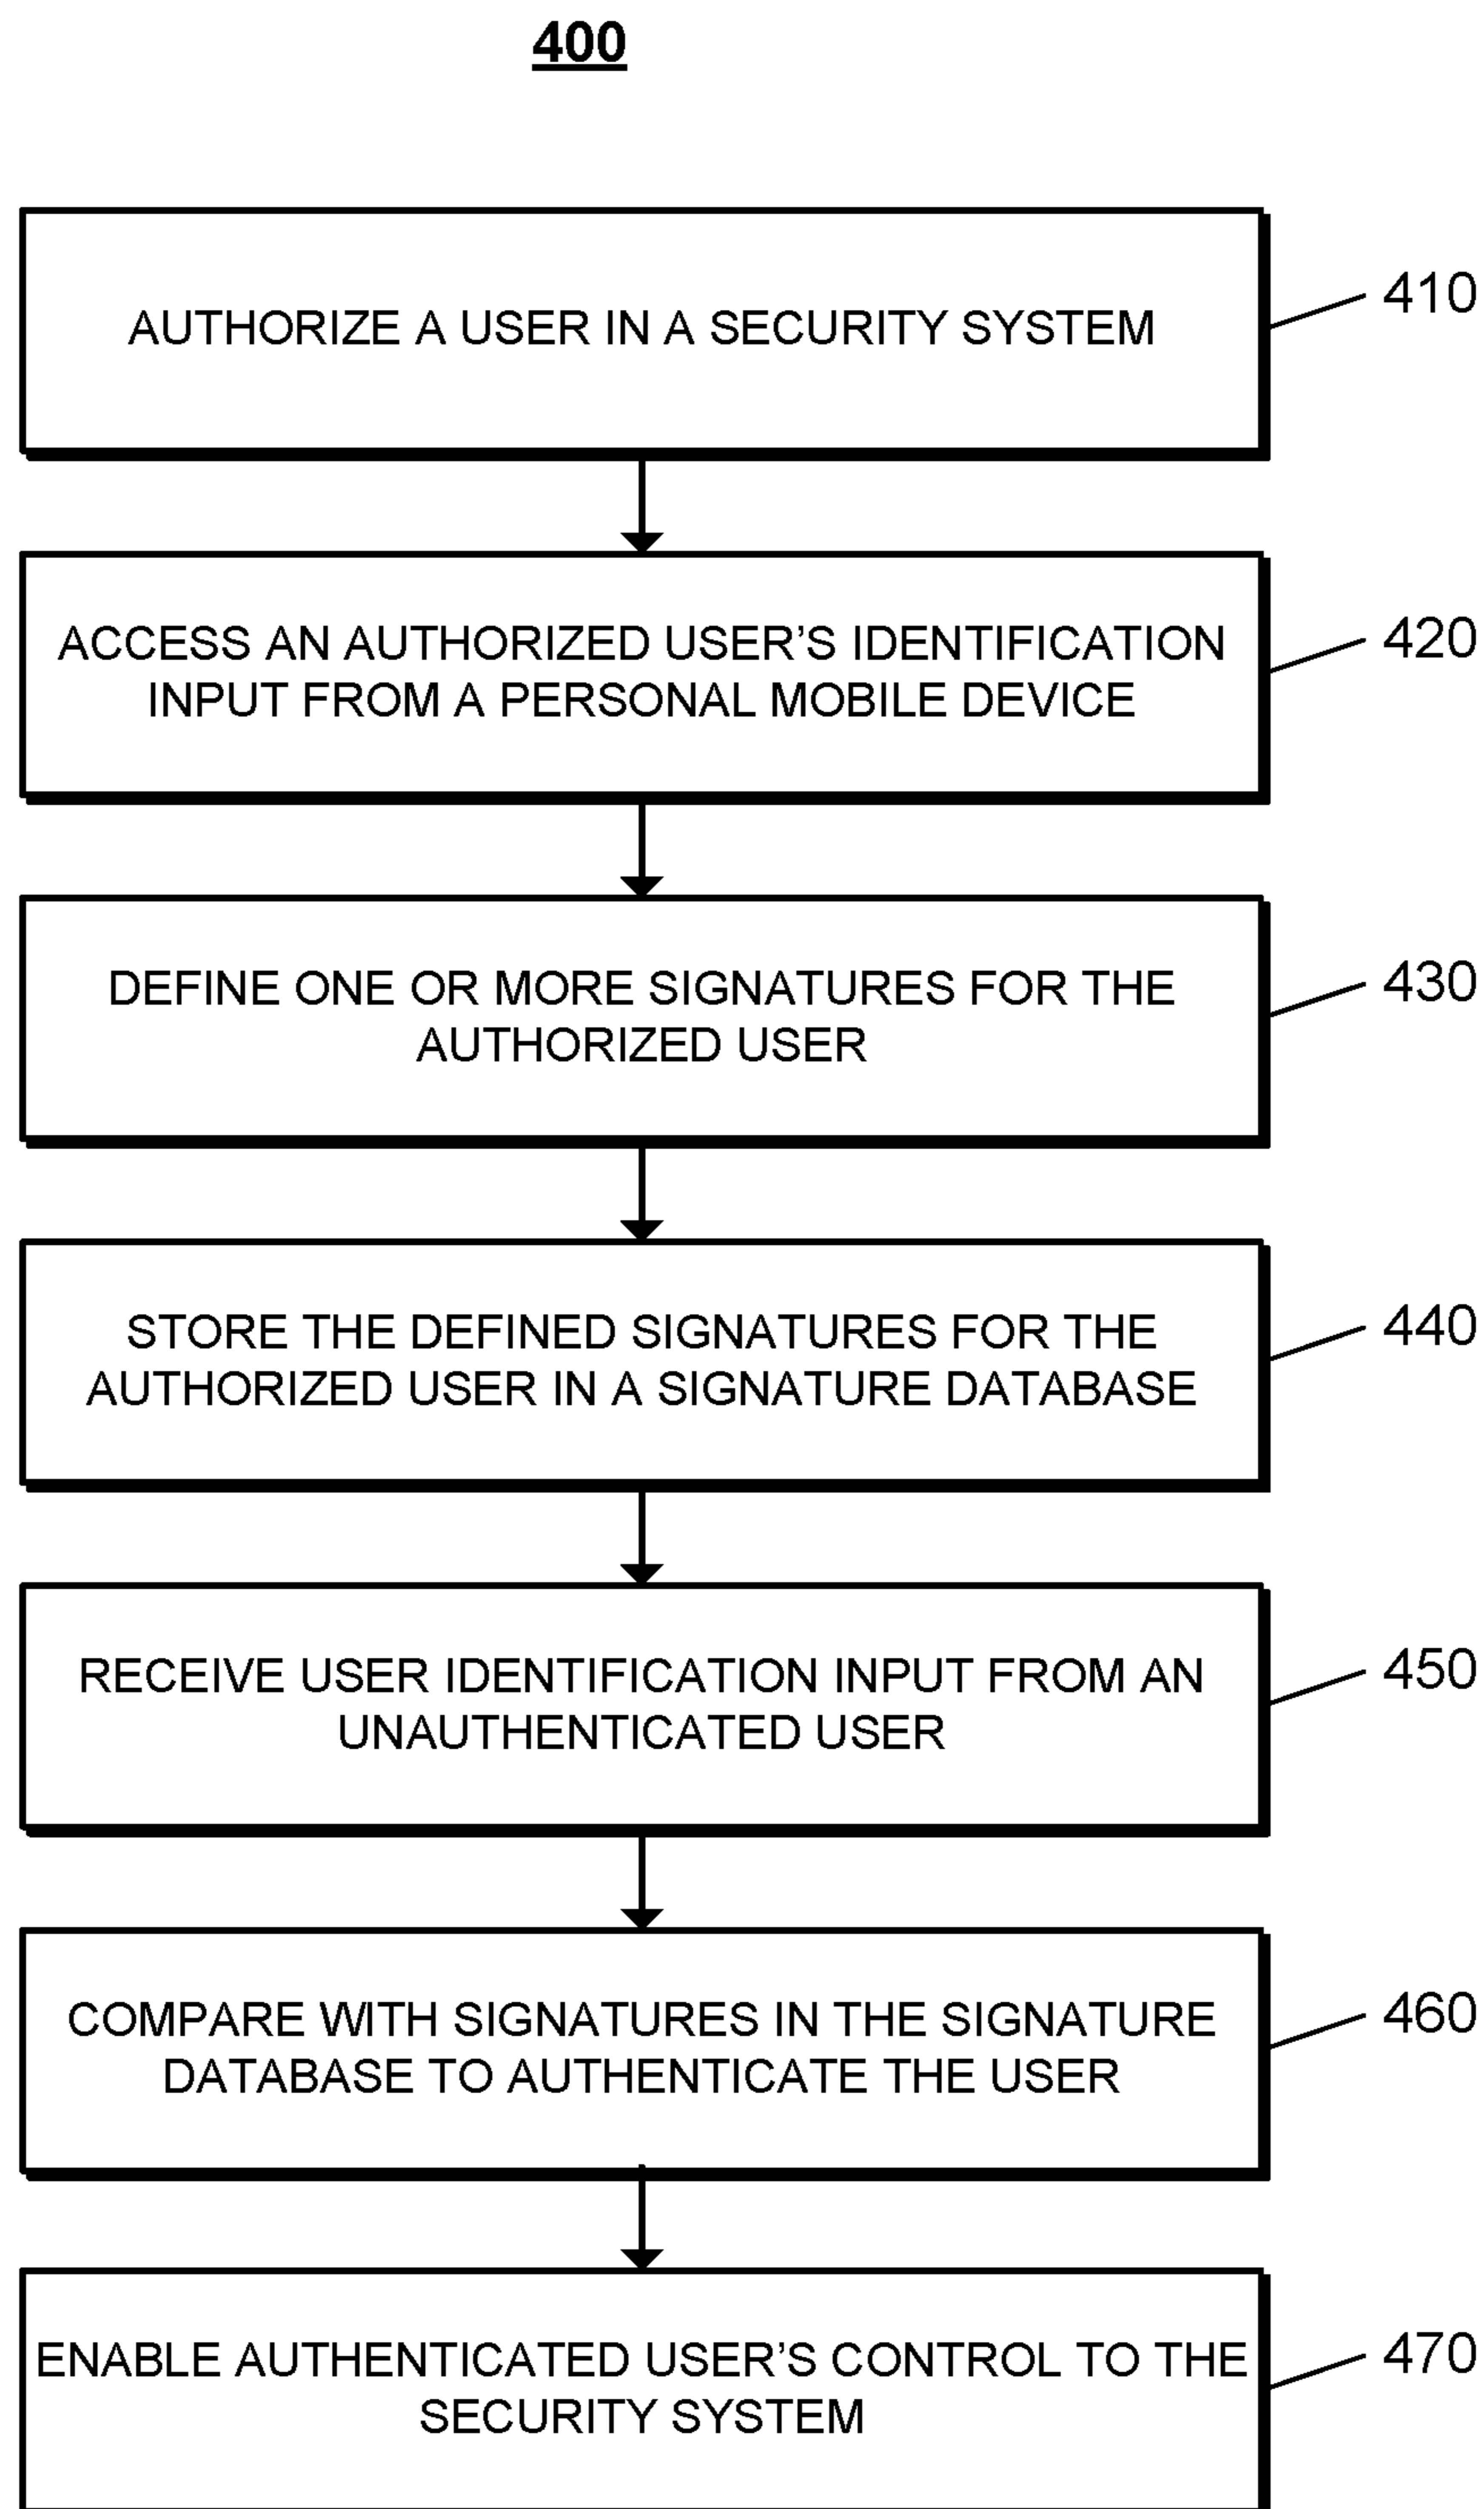 400
AUTHORIZE A USER IN A SECURITY SYSTEM
410
ACCESS AN AUTHORIZED USER’S IDENTIFICATION
INPUT FROM A PERSONAL MOBILE DEVICE
420
DEFINE ONE OR MORE SIGNATURES FOR THE
AUTHORIZED USER
430
STORE THE DEFINED SIGNATURES FOR THE
AUTHORIZED USER IN A SIGNATURE DATABASE
440
RECEIVE USER IDENTIFICATION INPUT FROM AN
UNAUTHENTICATED USER
450
COMPARE WITH SIGNATURES IN THE SIGNATURE
DATABASE TO AUTHENTICATE THE USER
460
ENABLE AUTHENTICATED USER’S CONTROL TO THE
SECURITY SYSTEM
470